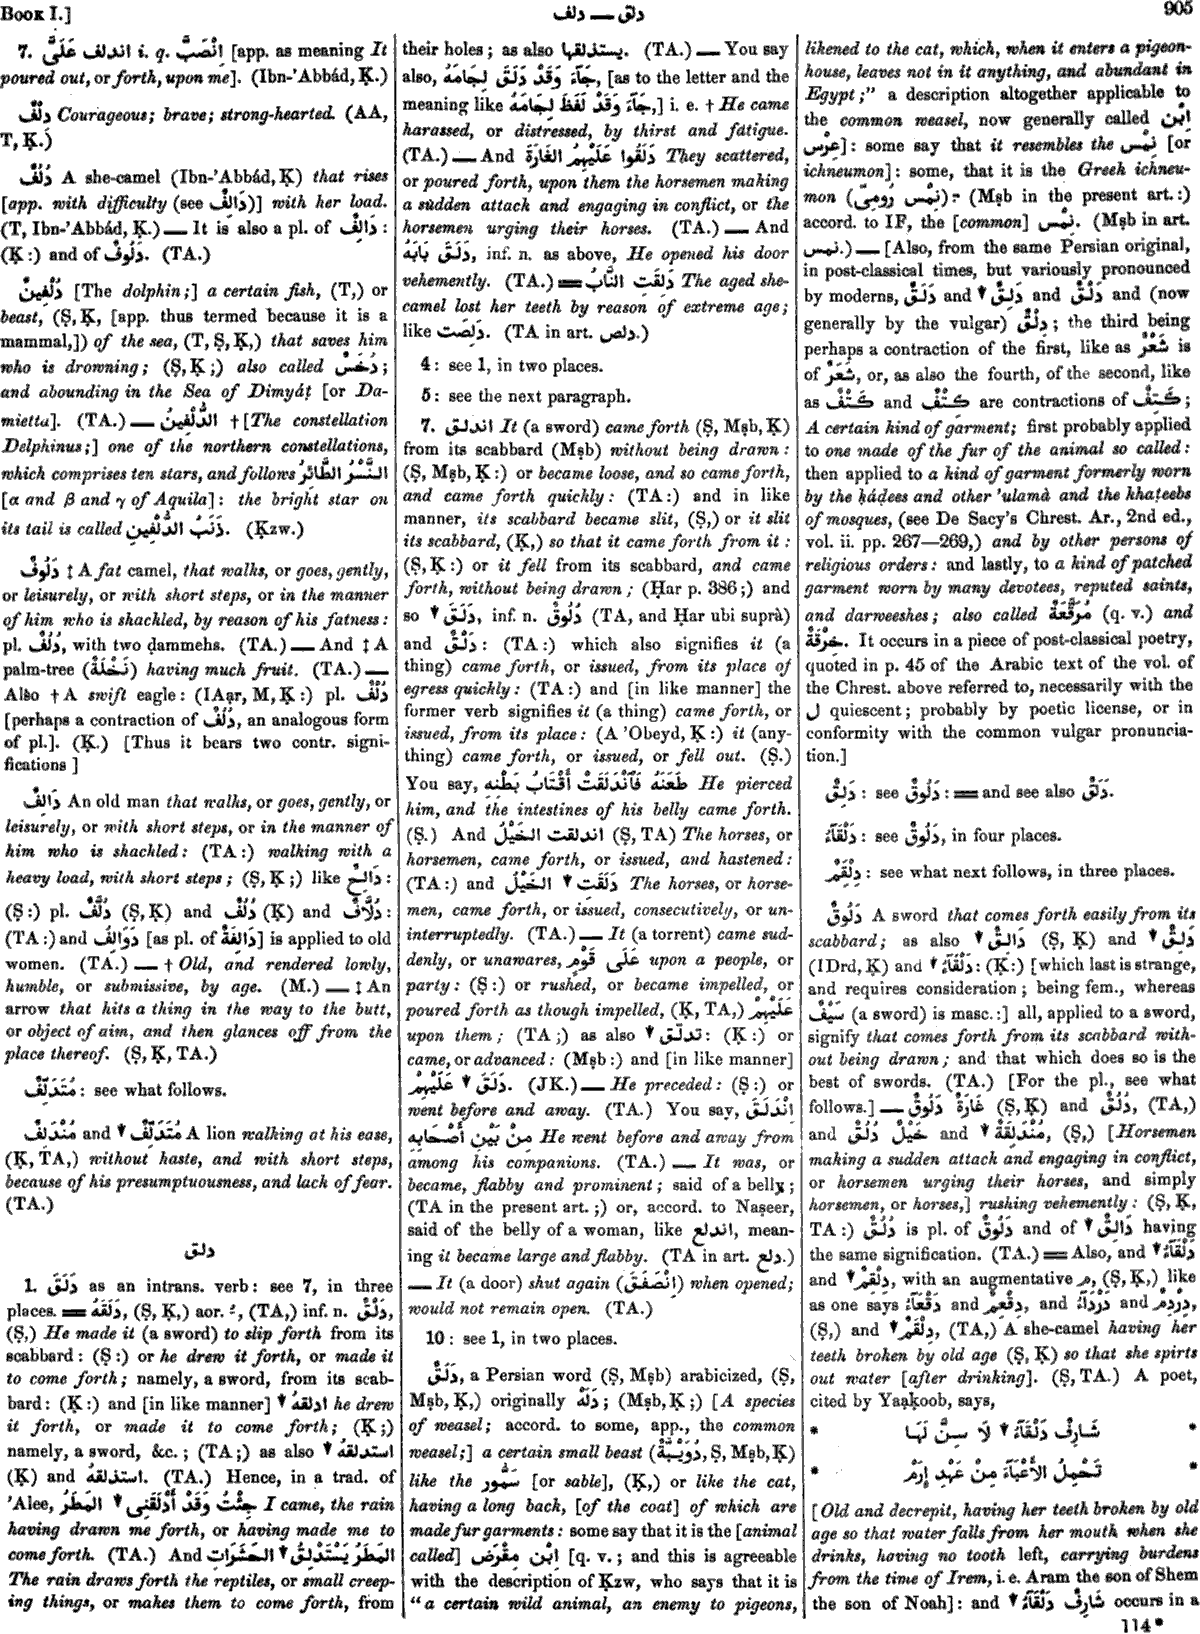 Book I.]
دلف — دلق
905
7. اندلف عَلَىَّ i. q. اِنْصَبَّ [app. as meaning It
poured out, or forth, upon me]. (Ibn-'Abbád, Ḳ.)
دِلْفٌ Courageous; brave; strong-hearted. (AA,
T, Ḳ.)
دُلُفٌ A she-camel (Ibn-'Abbád, Ḳ) that rises
[app. with difficulty (see دَالِفٌ)] with her load.
(T, Ibn-'Abbád, Ḳ.) — It is also a pl. of دَالِفٌ :
(Ḳ:) and of دَلُوفٌ. (TA.)
دُلْفِينٌ [The dolphin;] a certain fish, (T,) or
beast, (Ṣ, Ḳ, [app. thus termed because it is a
mammal,]) of the sea, (T, Ṣ, Ḳ,) that saves him
who is drowning; (Ṣ, Ḳ;) also called دُخَسٌ;
and abounding in the Sea of Dimyáṭ [or Da-
mietta]. (TA.) — الدُّلْفِينُ † [The constellation
Delphinus;] one of the northern constellations,
which comprises ten stars, and follows النَّسْرُ الطَّائِرُ
[α and β and γ of Aquila]: the bright star on
its tail is called ذَنَبُ الدُّلْفِينِ. (Ḳzw.)
دَلُوفٌ ‡ A fat camel, that walks, or goes, gently,
or leisurely, or with short steps, or in the manner
of him who is shackled, by reason of his fatness:
pl. دُلُفٌ, with two ḍammehs. (TA.) — And ‡ A
palm-tree (نَخْلَةٌ) having much fruit. (TA.) —
Also † A swift eagle: (IAạr, M, Ḳ:) pl. دُلْفٌ
[perhaps a contraction of دُلُفٌ, an analogous form
of pl.]. (Ḳ.) [Thus it bears two contr. signi-
fications ]
دَالِفٌ An old man that walks, or goes, gently, or
leisurely, or with short steps, or in the manner of
him who is shackled: (TA:) walking with a
heavy load, with short steps; (Ṣ, Ḳ;) like دَالِحٌ:
(Ṣ:) pl. دُلَّفٌ (Ṣ, Ḳ) and دُلُفٌ (Ḳ) and دُلَّافٌ:
(TA:) and دَوَالِفُ [as pl. of دَالِفَةٌ] is applied to old
women. (TA.) — † Old, and rendered lowly,
humble, or submissive, by age. (M.) — ‡ An
arrow that hits a thing in the way to the butt,
or object of aim, and then glances off from the
place thereof. (Ṣ, Ḳ, TA.)
مُتَدَلِّفٌ: see what follows.
مُنْدَلِفٌ and ▼ مُتَدَلِّفٌ A lion walking at his ease,
(Ḳ, TA,) without haste, and with short steps,
because of his presumptuousness, and lack of fear.
(TA.)
دلق
1. دَلَقَ as an intrans. verb: see 7, in three
places. = دَلَقَهُ, (Ṣ, Ḳ,) aor. ـُ, (TA,) inf. n. دَلْقٌ,
(Ṣ,) He made it (a sword) to slip forth from its
scabbard: (Ṣ:) or he drew it forth, or made it
to come forth; namely, a sword, from its scab-
bard: (Ḳ:) and [in like manner] ▼ ادلقهُ he drew
it forth, or made it to come forth; (Ḳ;)
namely, a sword, &c.; (TA;) as also ▼ استدلقهُ
(Ḳ) and استذلقهُ. (TA.) Hence, in a trad. of
'Alee, جِئْتُ وَقَدْ أَدْلَقَنِى ▼ المَطَرُ I came, the rain
having drawn me forth, or having made me to
come forth. (TA.) And المَطَرُ يَسْتَدْلِقُ ▼ الحَشَرَاتِ
The rain draws forth the reptiles, or small creep-
ing things, or makes them to come forth, from
their holes; as also يستذلقها. (TA.) — You say
also, جَآءَ وَقَدْ دَلَقَ لِجَامَهُ, [as to the letter and the
meaning like جَآءَ وَقَدْ لَفَظَ لِجَامَهُ,] i. e. † He came
harassed, or distressed, by thirst and fatigue.
(TA.) — And دَلَقُوا عَلَيْهِمُ الغَارَةَ They scattered,
or poured forth, upon them the horsemen making
a sudden attack and engaging in conflict, or the
horsemen urging their horses. (TA.) — And
دَلَقَ بَابَهُ, inf. n. as above, He opened his door
vehemently. (TA.) = دَلَقَتِ النَّابُ The aged she-
camel lost her teeth by reason of extreme age;
like دَلِصَت. (TA in art. دلص.)
4: see 1, in two places.
5: see the next paragraph.
7. اندلق It (a sword) came forth (Ṣ, Mṣb, Ḳ)
from its scabbard (Mṣb) without being drawn:
(Ṣ, Mṣb, Ḳ:) or became loose, and so came forth,
and came forth quickly: (TA:) and in like
manner, its scabbard became slit, (Ṣ,) or it slit
its scabbard, (Ḳ,) so that it came forth from it:
(Ṣ, Ḳ:) or it fell from its scabbard, and came
forth, without being drawn; (Ḥar p. 386;) and
so ▼ دَلَقَ, inf. n. دُلُوقٌ (TA, and Ḥar ubi suprà)
and دَلْقٌ: (TA:) which also signifies it (a
thing) came forth, or issued, from its place of
egress quickly: (TA:) and [in like manner] the
former verb signifies it (a thing) came forth, or
issued, from its place: (A 'Obeyd, Ḳ:) it (any-
thing) came forth, or issued, or fell out. (Ṣ.)
You say, طَعَنَهُ فَٱنْدَلَقَتْ أَقْتَابُ بَطْنِهِ He pierced
him, and the intestines of his belly came forth.
(Ṣ.) And اندلقت الخَيْلُ (Ṣ, TA) The horses, or
horsemen, came forth, or issued, and hastened:
(TA:) and دَلَقَتِ ▼ الخَيْلُ The horses, or horse-
men, came forth, or issued, consecutively, or un-
interruptedly. (TA.) — It (a torrent) came sud-
denly, or unawares, عَلَى قَوْمٍ upon a people, or
party: (Ṣ:) or rushed, or became impelled, or
poured forth as though impelled, (Ḳ, TA,) عَلَيْهِمْ
upon them; (TA;) as also ▼ تدلّق: (Ḳ:) or
came, or advanced: (Mṣb:) and [in like manner]
دَلَقَ ▼ عَلَيْهِمْ. (JK.) — He preceded: (Ṣ:) or
went before and away. (TA.) You say, اِنْدَلَقَ
مِنْ بَيْنِ أَصْحَابِهِ He went before and away from
among his companions. (TA.) — It was, or
became, flabby and prominent; said of a belly;
(TA in the present art.;) or, accord. to Naṣeer,
said of the belly of a woman, like اندلع, mean-
ing it became large and flabby. (TA in art. دلع.)
— It (a door) shut again (اِنْصَفَقَ) when opened;
would not remain open. (TA.)
10: see 1, in two places.
دَلَقٌ, a Persian word (Ṣ, Mṣb) arabicized, (Ṣ,
Mṣb, Ḳ,) originally دَلَهْ; (Mṣb, Ḳ;) [A species
of weasel; accord. to some, app., the common
weasel;] a certain small beast (دُوَيْبَّةٌ, Ṣ, Mṣb, Ḳ)
like the سَمُّور [or sable], (Ḳ,) or like the cat,
having a long back, [of the coat] of which are
made fur garments: some say that it is the [animal
called] اِبْن مِقْرَض [q. v.; and this is agreeable
with the description of Ḳzw, who says that it is
"a certain wild animal, an enemy to pigeons,
likened to the cat, which, when it enters a pigeon-
house, leaves not in it anything, and abundant in
Egypt;" a description altogether applicable to
the common weasel, now generally called اِبْن
عِرْس]: some say that it resembles the نِمْس [or
ichneumon]: some, that it is the Greek ichneu-
mon (نِمْس رُومِىّ): (Mṣb in the present art.:)
accord. to IF, the [common] نِمْس. (Mṣb in art.
نمس.) — [Also, from the same Persian original,
in post-classical times, but variously pronounced
by moderns, دَلَقٌ and ▼ دَلِقٌ and دَلْقٌ and (now
generally by the vulgar) دِلْقٌ; the third being
perhaps a contraction of the first, like as شَعْرٌ is
of شَعَرٌ, or, as also the fourth, of the second, like
as كَتْفٌ and كِتْفٌ are contractions of كَتِفٌ;
A certain kind of garment; first probably applied
to one made of the fur of the animal so called:
then applied to a kind of garment formerly worn
by the ḳáḍees and other 'ulamà and the khaṭeebs
of mosques, (see De Sacy's Chrest. Ar., 2nd ed.,
vol. ii. pp. 267—269,) and by other persons of
religious orders: and lastly, to a kind of patched
garment worn by many devotees, reputed saints,
and darweeshes; also called مُرَقَّعَةٌ (q. v.) and
خِرْقَةٌ. It occurs in a piece of post-classical poetry,
quoted in p. 45 of the Arabic text of the vol. of
the Chrest. above referred to, necessarily with the
ل quiescent; probably by poetic license, or in
conformity with the common vulgar pronuncia-
tion.]
دَلِقٌ: see دَلُوقٌ: = and see also دَلَقٌ.
دَلْقَآءُ: see دَلُوقٌ, in four places.
دِلْقِمٌ: see what next follows, in three places.
دَلُوقٌ A sword that comes forth easily from its
scabbard; as also ▼ دَالِقٌ (Ṣ, Ḳ) and ▼ دَلِقٌ
(IDrd, Ḳ) and ▼ دَلْقَآءُ: (Ḳ:) [which last is strange,
and requires consideration; being fem., whereas
سَيْفٌ (a sword) is masc.:] all, applied to a sword,
signify that comes forth from its scabbard with-
out being drawn; and that which does so is the
best of swords. (TA.) [For the pl., see what
follows.] — غَارَةٌ دَلُوقٌ (Ṣ, Ḳ) and دُلُقٌ, (TA,)
and خَيْلٌ دُلُقٌ and ▼ مُنْدَلِقَةٌ, (Ṣ,) [Horsemen
making a sudden attack and engaging in conflict,
or horsemen urging their horses, and simply
horsemen, or horses,] rushing vehemently: (Ṣ, Ḳ,
TA:) دُلُقٌ is pl. of دَلُوقٌ and of ▼ دَالِقٌ having
the same signification. (TA.) = Also, and ▼ دَلْقَآءُ
and ▼ دِلْقِمٌ, with an augmentative م, (Ṣ, Ḳ,) like
as one says دَقْعَآءُ and دِقْعِمٌ, and دَرْدَآءُ and دِرْدِمٌ,
(Ṣ,) and ▼ دِلْقَمٌ, (TA,) A she-camel having her
teeth broken by old age (Ṣ, Ḳ) so that she spirts
out water [after drinking]. (Ṣ, TA.) A poet,
cited by Yaạḳoob, says,
* شَارِفٌ دَلْقَآءُ ▼ لَا سِنَّ لَهَا *
* تَحْمِلُ الأَعْبَآءَ مِنْ عَهْدِ إِرَمْ *
[Old and decrepit, having her teeth broken by old
age so that water falls from her mouth when she
drinks, having no tooth left, carrying burdens
from the time of Irem, i. e. Aram the son of Shem
the son of Noah]: and شَارِفٌ دَلْقَآءُ ▼ occurs in a
114 *